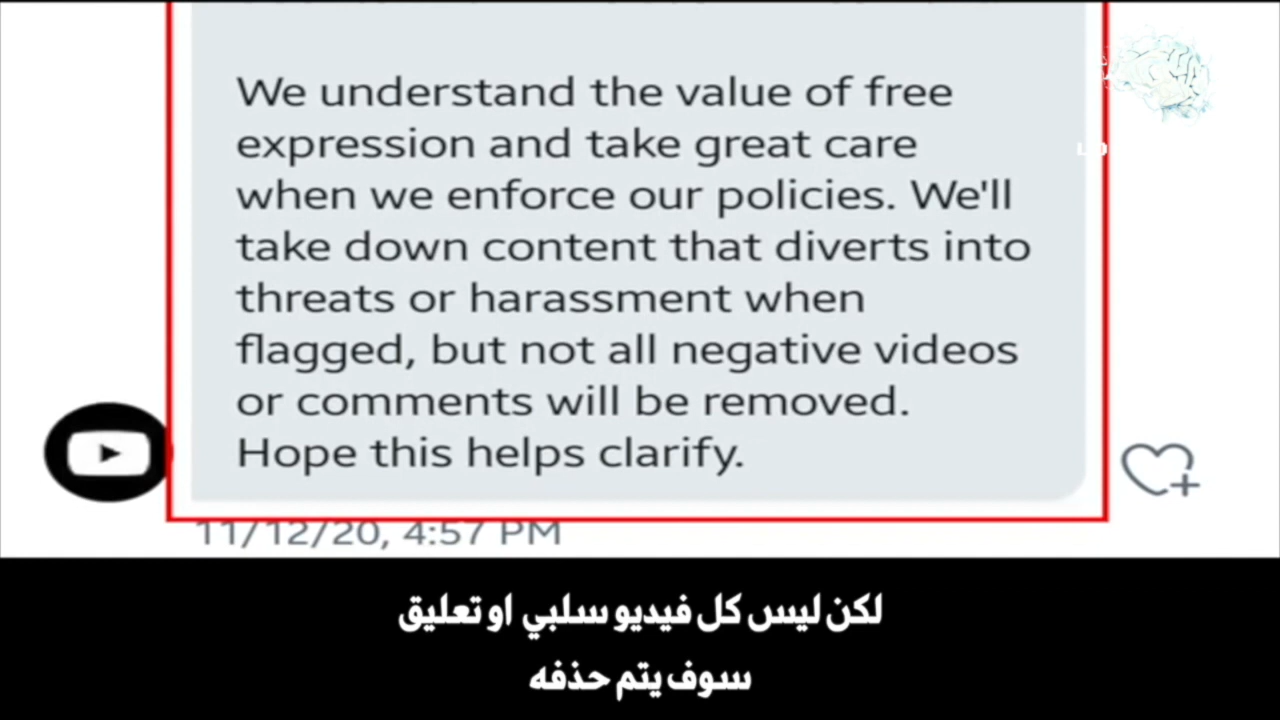 We understand the value of free
expression and take great care
when we enforce our policies. We'll
take down content that diverts into
threats or harassment when
flagged, but not all negative videos
or comments will be removed.
Hope this helps clarify.
11/12/20, 4:57 PM
لكن ليس كل فيديو سلبي او تعليق
سوف يتم حذفه